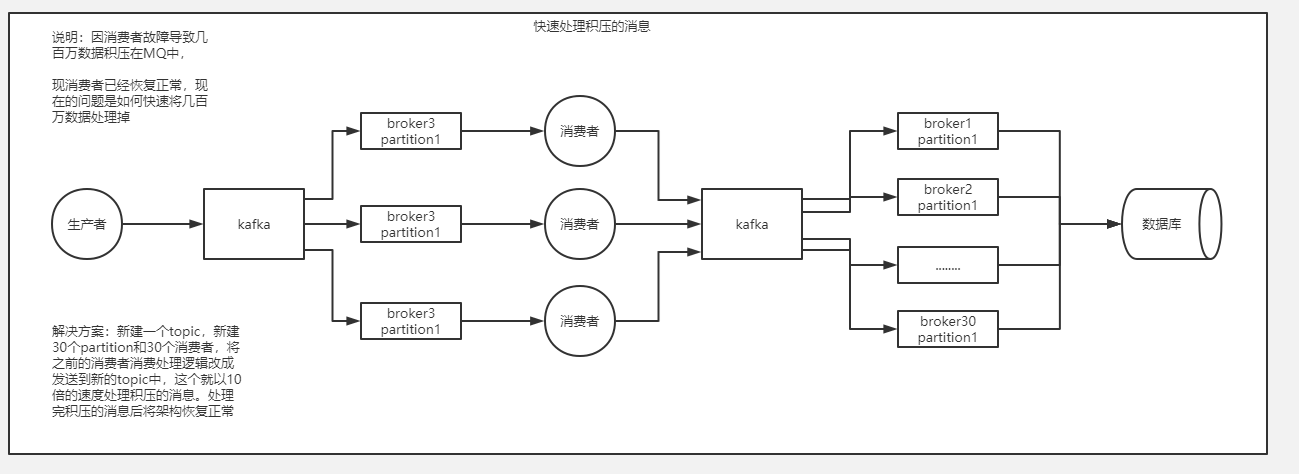 快速处理积压的消息
说明：因消费者故障导致几
百万数据积压在MQ中，
现消费者已经恢复正常，现
在的问题是如何快速将几百
万数据处理掉
生产者
kafka
broker3
partition1
broker3
partition1
broker3
partition1
消费者
消费者
消费者
kafka
broker1
partition1
broker2
partition1
........
broker30
partition1
数据库
解决方案：新建一个topic，新建
30个partition和30个消费者，将
之前的消费者消费处理逻辑改成
发送到新的topic中，这个就以10
倍的速度处理积压的消息。处理
完积压的消息后将架构恢复正常